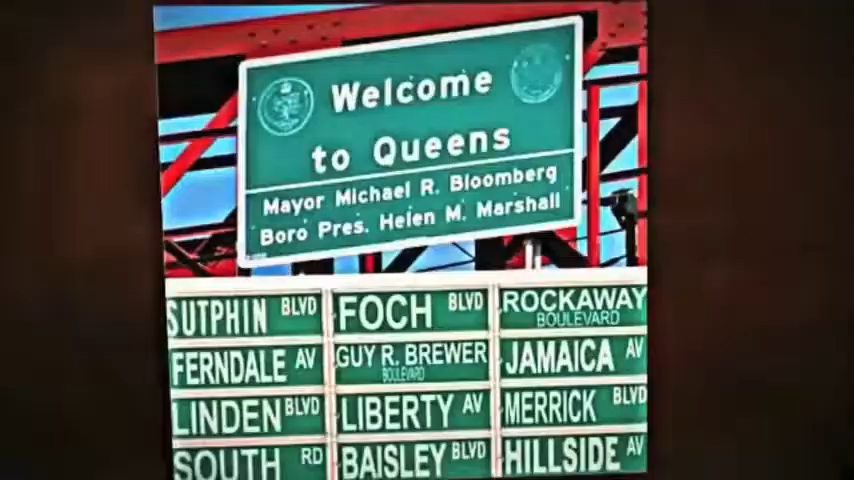 Welcome
to Queens
Mayor Michael R. Bloomberg
Boro Pres. Helen M. Marshall
SUTPHIN BLVD
FOCH BLVD
ROCKAWAY
BOULEVARD
FERNDALE AV
GUY R. BREWER
BOULEVARD
JAMAICA AV
LINDEN BLVD
LIBERTY AV
MERRICK BLVD
SOUTH RD
BAISLEY BLVD
HILLSIDE AV